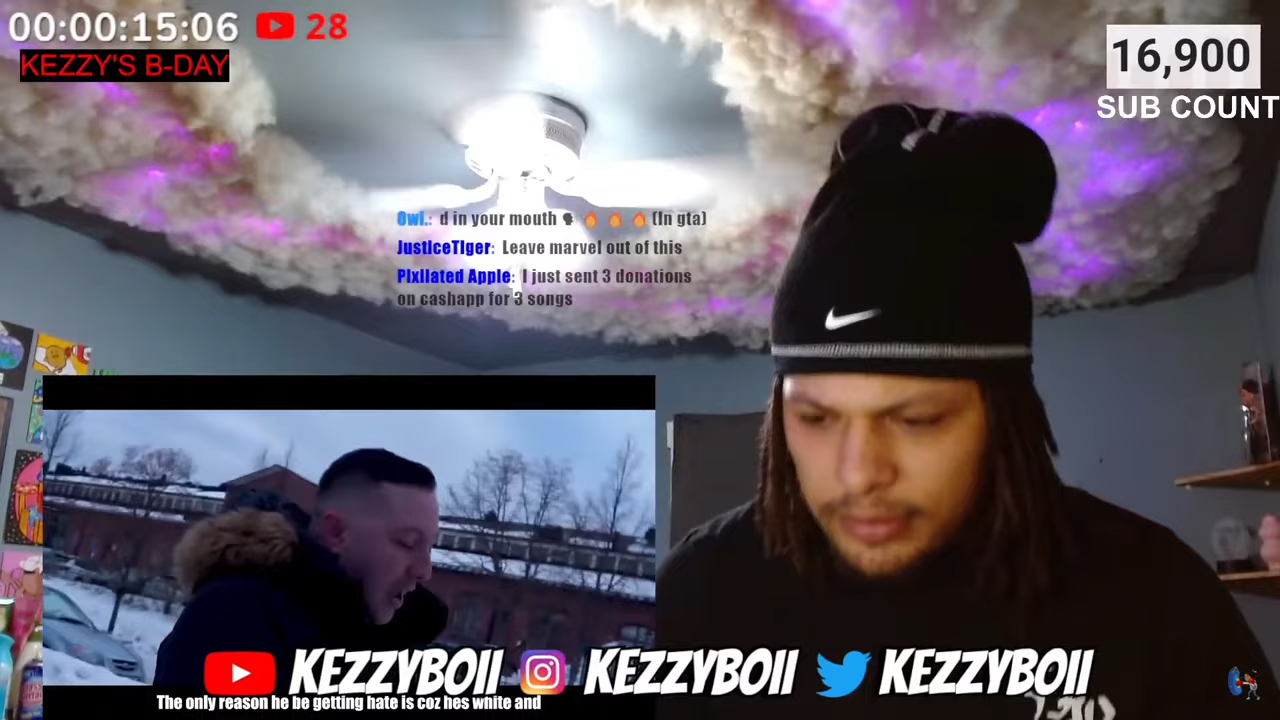 00:00:15:06 28
KEZZY'S B-DAY
16,900
SUB COUNT
Owl.: d in your mouth 🗣 🔥 🔥 🔥 (In gta)
JustIceTIger: Leave marvel out of this
PIxIlated Apple: I just sent 3 donations
on cashapp for 3 songs
KEZZYBOII KEZZYBOII KEZZYBOII
The only reason he be getting hate is coz hes white and